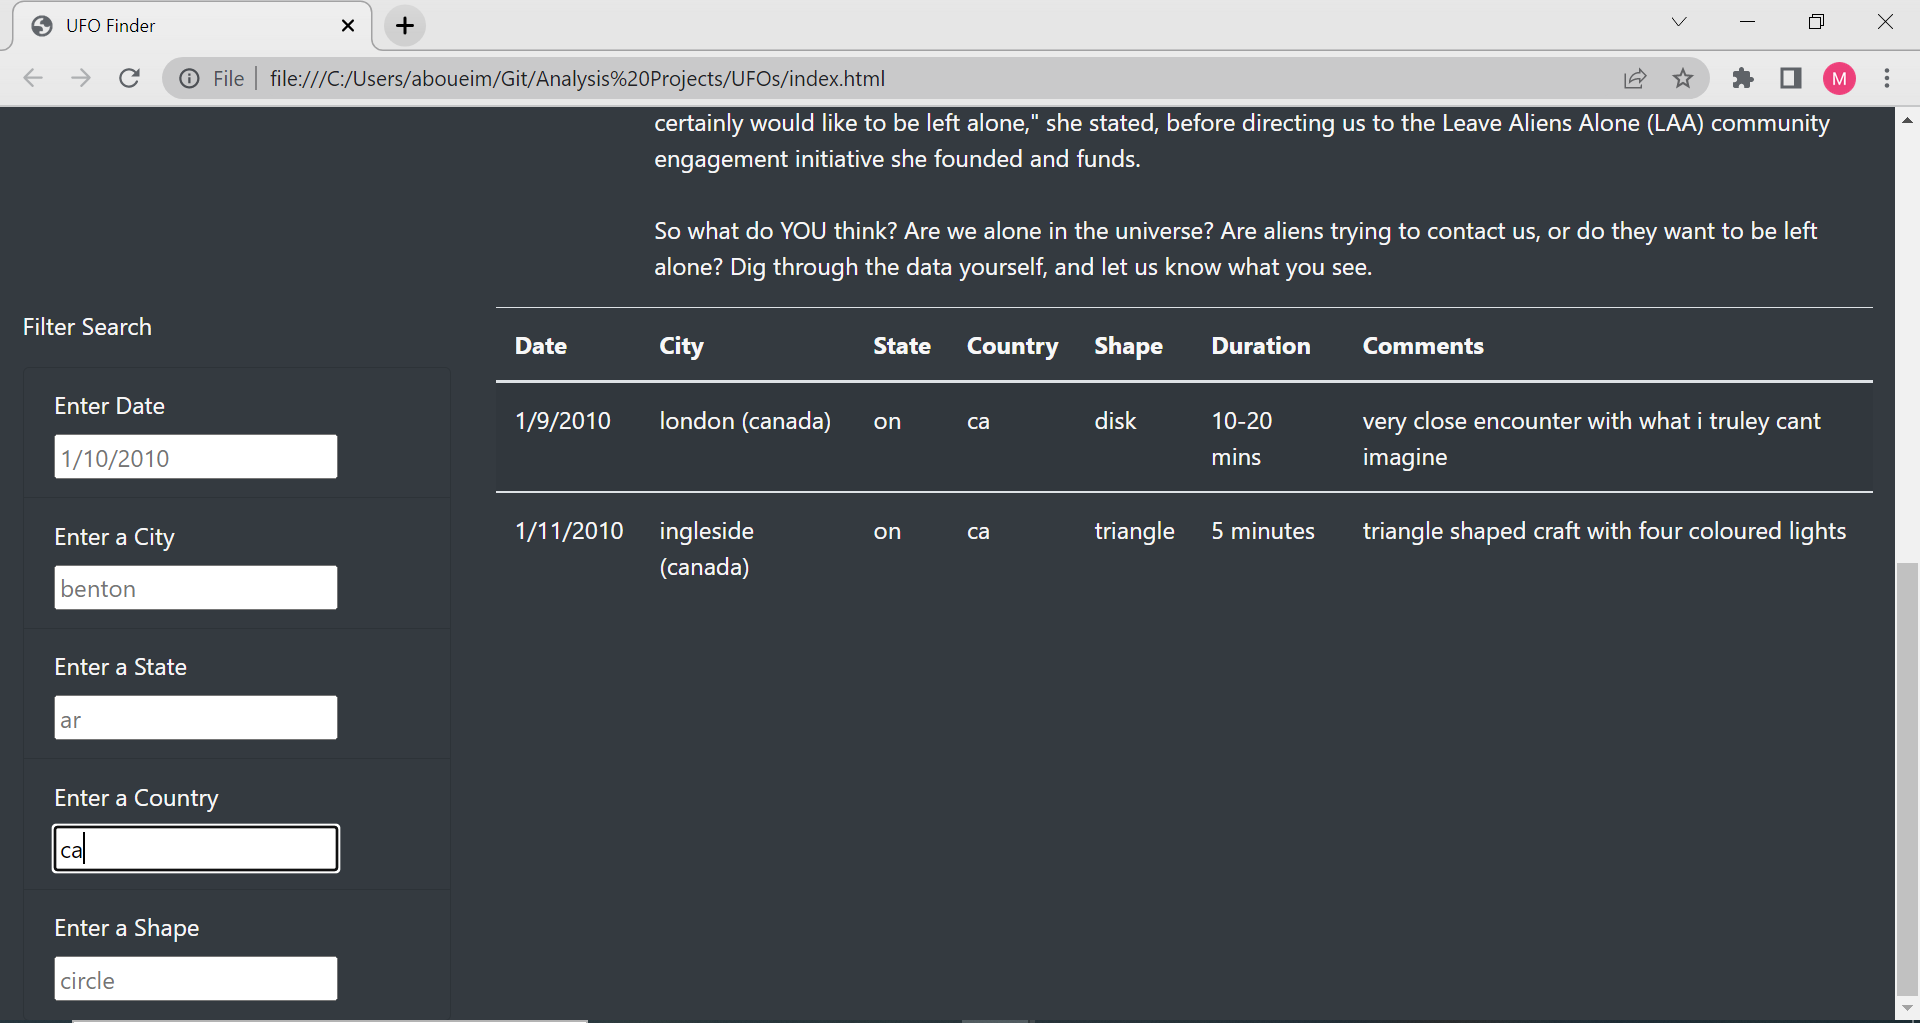 UFO Finder
File
file:///C:/Users/aboueim/Git/Analysis%20Projects/UFOs/index.html
M
certainly would like to be left alone," she stated, before directing us to the Leave Aliens Alone (LAA) community
engagement initiative she founded and funds.
So what do YOU think? Are we alone in the universe? Are aliens trying to contact us, or do they want to be left
alone? Dig through the data yourself, and let us know what you see.
Filter Search
Enter Date
1/10/2010
Enter a City
benton
Enter a State
ar
Enter a Country
ca
Enter a Shape
circle
Date City State Country Shape Duration Comments
1/9/2010 london (canada) on ca disk 10-20 very close encounter with what i truley cant
mins imagine
1/11/2010 ingleside on ca triangle 5 minutes triangle shaped craft with four coloured lights
(canada)